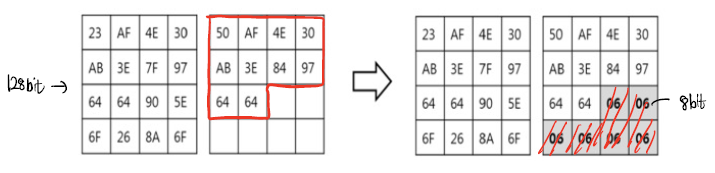 23 AF 4E 30 50 AF 4E 30 23 AF 4E 30 50 AF 4E 30
AB 3E 7F 97 AB 3E 84 97 AB 3E 7F 97 AB 3E 84 97
128bit →
64 64 90 5E 64 64 64 64 90 5E 64 64 06 06 8bit
6F 26 8A 6F 6F 26 8A 6F 06 06 06 06